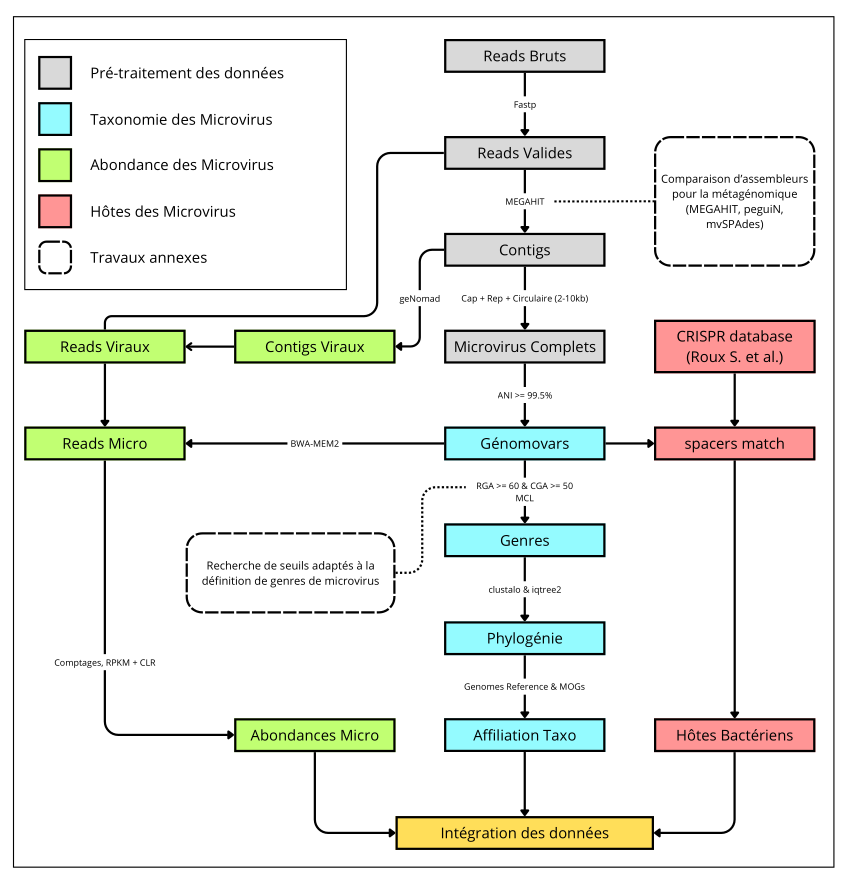 Pré-traitement des données
Taxonomie des Microvirus
Abondance des Microvirus
Hôtes des Microvirus
Travaux annexes
Reads Bruts
Fastp
Reads Valides
Comparaison d'assembleurs
pour la métagénomique
(MEGAHIT, peguiN,
mvSPAdes)
MEGAHIT
Contigs
geNomad
Cap + Rep + Circulaire (2-10kb)
Reads Viraux
Contigs Viraux
Microvirus Complets
CRISPR database
(Roux S. et al.)
ANI >= 99.5%
Reads Micro
BWA-MEM2
Génomovars
spacers match
RGA >= 60 & CGA >= 50
MCL
Genres
Recherche de seuils adaptés à la
définition de genres de microvirus
clustalo & iqtree2
Phylogénie
Comptages, RPKM + CLR
Genomes Reference & MOGs
Abondances Micro
Affiliation Taxo
Hôtes Bactériens
Intégration des données